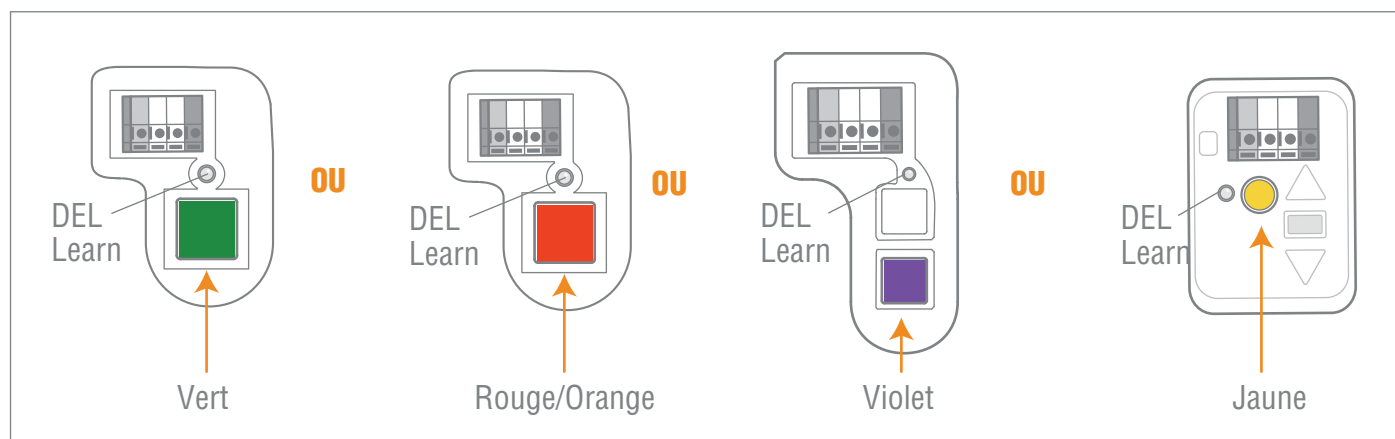 DEL
Learn
Vert
OU
DEL
Learn
Rouge/Orange
OU
DEL
Learn
Violet
OU
DEL
Learn
Jaune